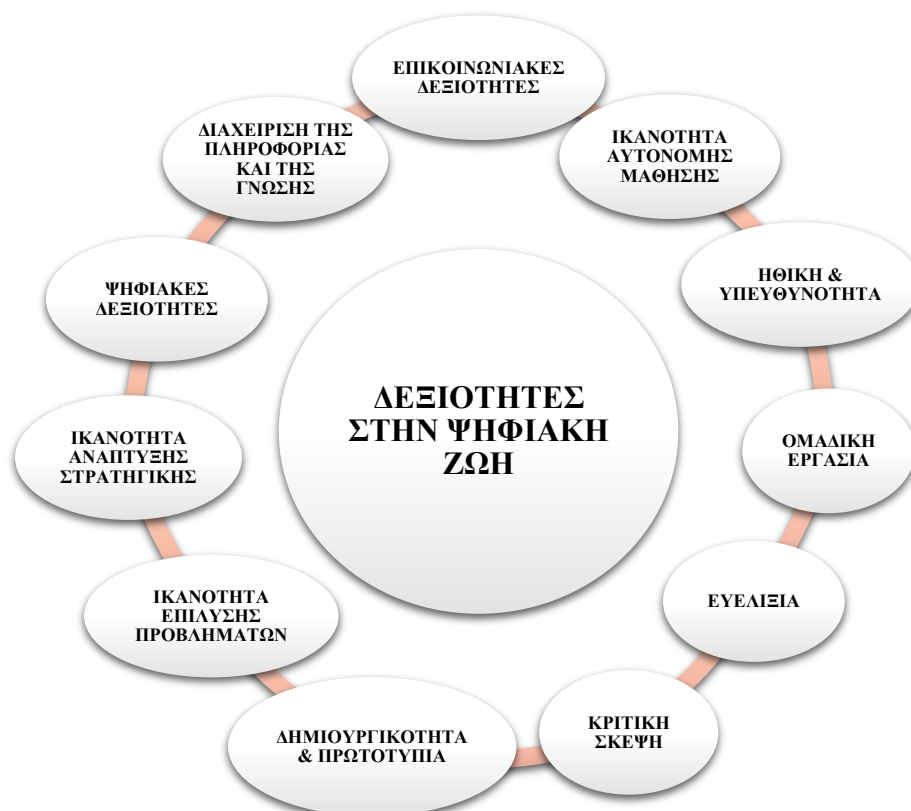 ΕΠΙΚΟΙΝΩΝΙΑΚΕΣ
ΔΕΞΙΟΤΗΤΕΣ
ΙΚΑΝΟΤΗΤΑ
ΑΥΤΟΝΟΜΗΣ
ΜΑΘΗΣΗΣ
ΗΘΙΚΗ &
ΥΠΕΥΘΥΝΟΤΗΤΑ
ΟΜΑΔΙΚΗ
ΕΡΓΑΣΙΑ
ΕΥΕΛΙΞΙΑ
ΚΡΙΤΙΚΗ
ΣΚΕΨΗ
ΔΗΜΙΟΥΡΓΙΚΟΤΗΤΑ
& ΠΡΩΤΟΤΥΠΙΑ
ΙΚΑΝΟΤΗΤΑ
ΕΠΙΛΥΣΗΣ
ΠΡΟΒΛΗΜΑΤΩΝ
ΙΚΑΝΟΤΗΤΑ
ΑΝΑΠΤΥΞΗΣ
ΣΤΡΑΤΗΓΙΚΗΣ
ΨΗΦΙΑΚΕΣ
ΔΕΞΙΟΤΗΤΕΣ
ΔΙΑΧΕΙΡΙΣΗ ΤΗΣ
ΠΛΗΡΟΦΟΡΙΑΣ
ΚΑΙ ΤΗΣ
ΓΝΩΣΗΣ
ΔΕΞΙΟΤΗΤΕΣ
ΣΤΗΝ ΨΗΦΙΑΚΗ
ΖΩΗ